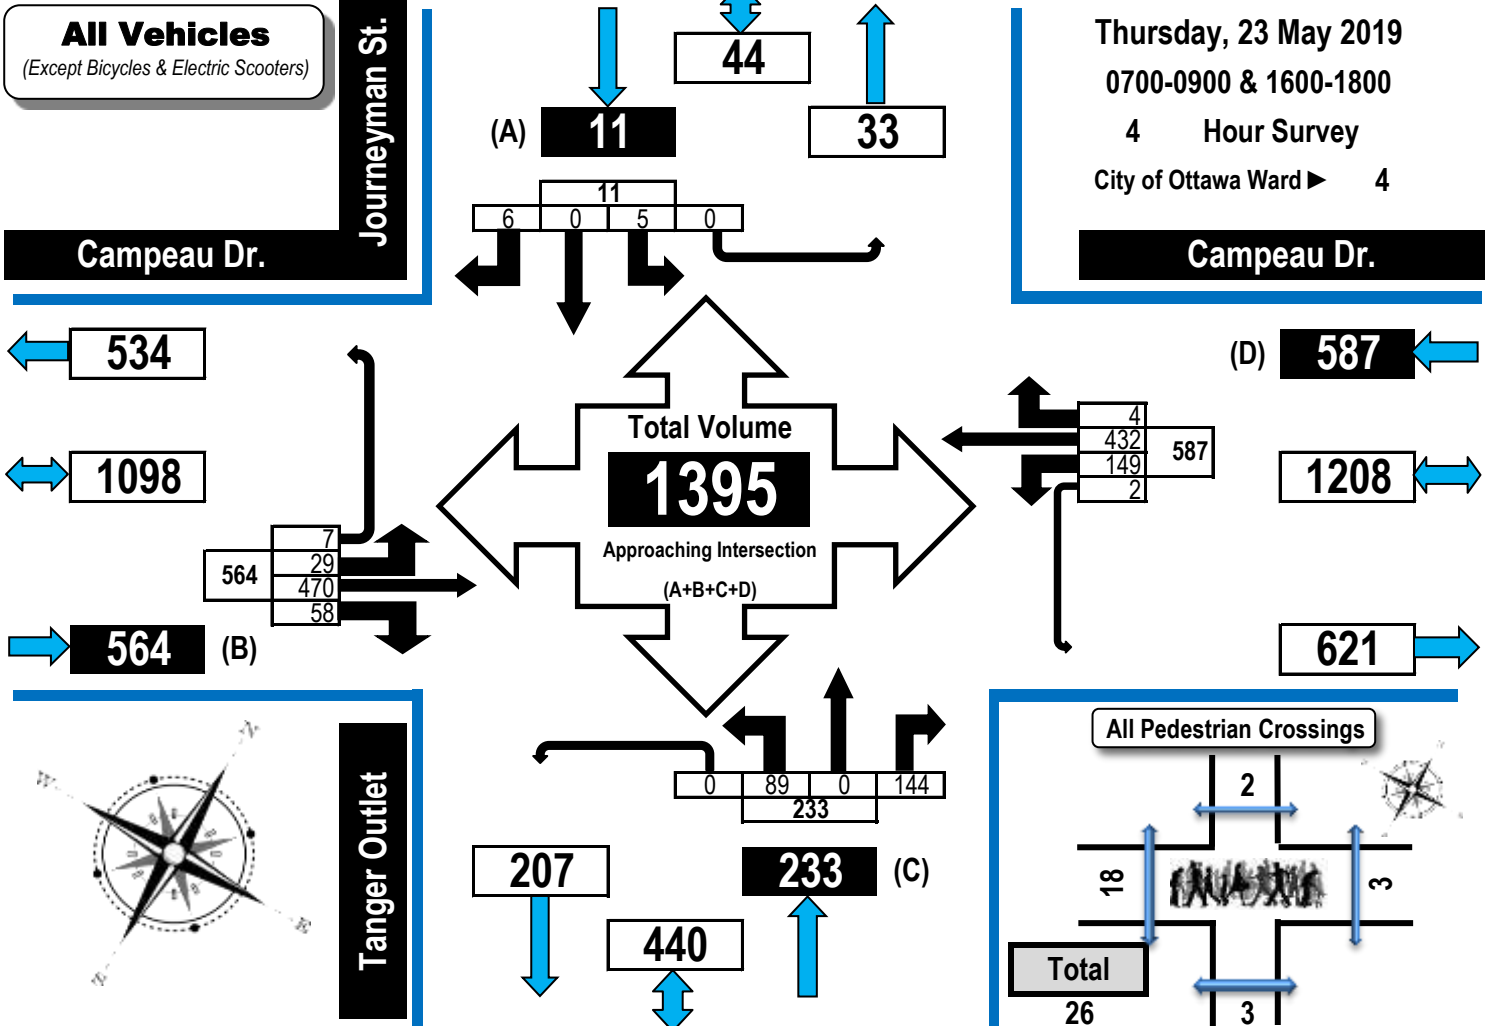 All Vehicles
(Except Bicycles & Electric Scooters)
Journeyman St.
Campeau Dr.
44
(A)
11
33
11
6 0 5 0
Thursday, 23 May 2019
0700-0900 & 1600-1800
4 Hour Survey
City of Ottawa Ward ► 4
Campeau Dr.
534
1098
7
29
470
58
564
564
(B)
Total Volume
1395
Approaching Intersection
(A+B+C+D)
(D)
587
4
432
149
2
587
1208
621
N
W
E
S
Tanger Outlet
0 89 0 144
233
207
233
(C)
440
All Pedestrian Crossings
2
18
3
3
Total
26